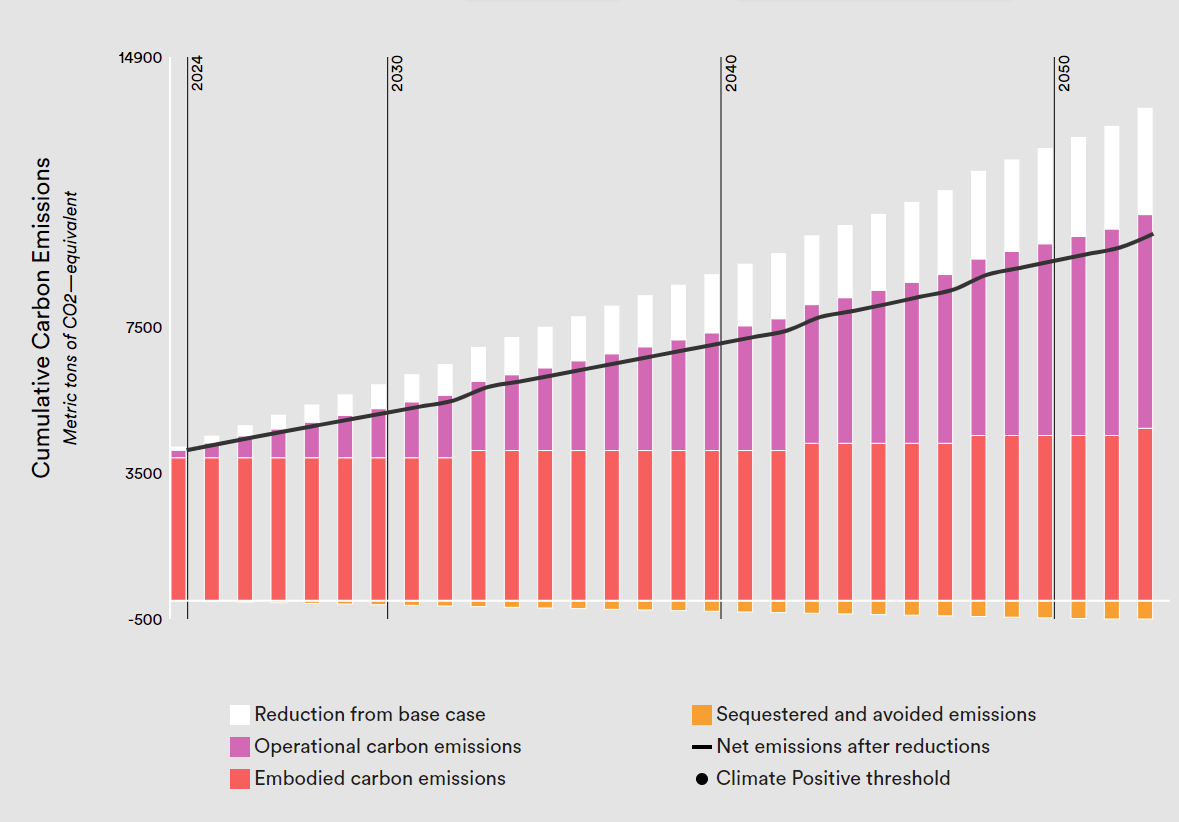 14900
2024
2030
2040
2050
7500
3500
-500
Cumulative Carbon Emissions
Metric tons of CO2—equivalent
Reduction from base case
Operational carbon emissions
Embodied carbon emissions
Sequestered and avoided emissions
Net emissions after reductions
Climate Positive threshold